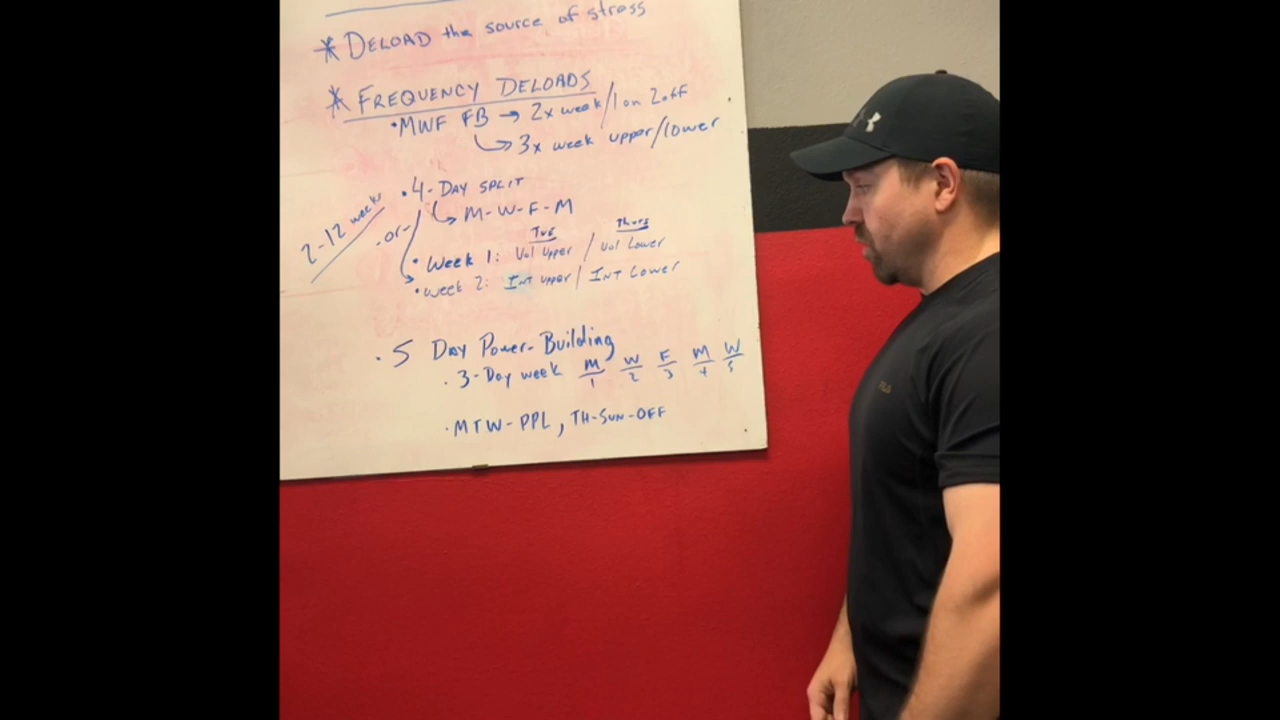 * DELOAD the source of stress
* FREQUENCY DELOADS
• MWF FB → 2x week/1 on 2 off
↳ 3x week upper/lower
• 4-DAY SPLIT
↳ M-W-F-M
2-12 week
-or-
Tue Thurs
• Week 1: Vol Upper / Vol Lower
• Week 2: INT Upper / INT Lower
• 5 Day Power-Building
• 3-Day week M W F M W
1 2 3 4 5
• MTW-PPL, TH-SUN-OFF
FILA